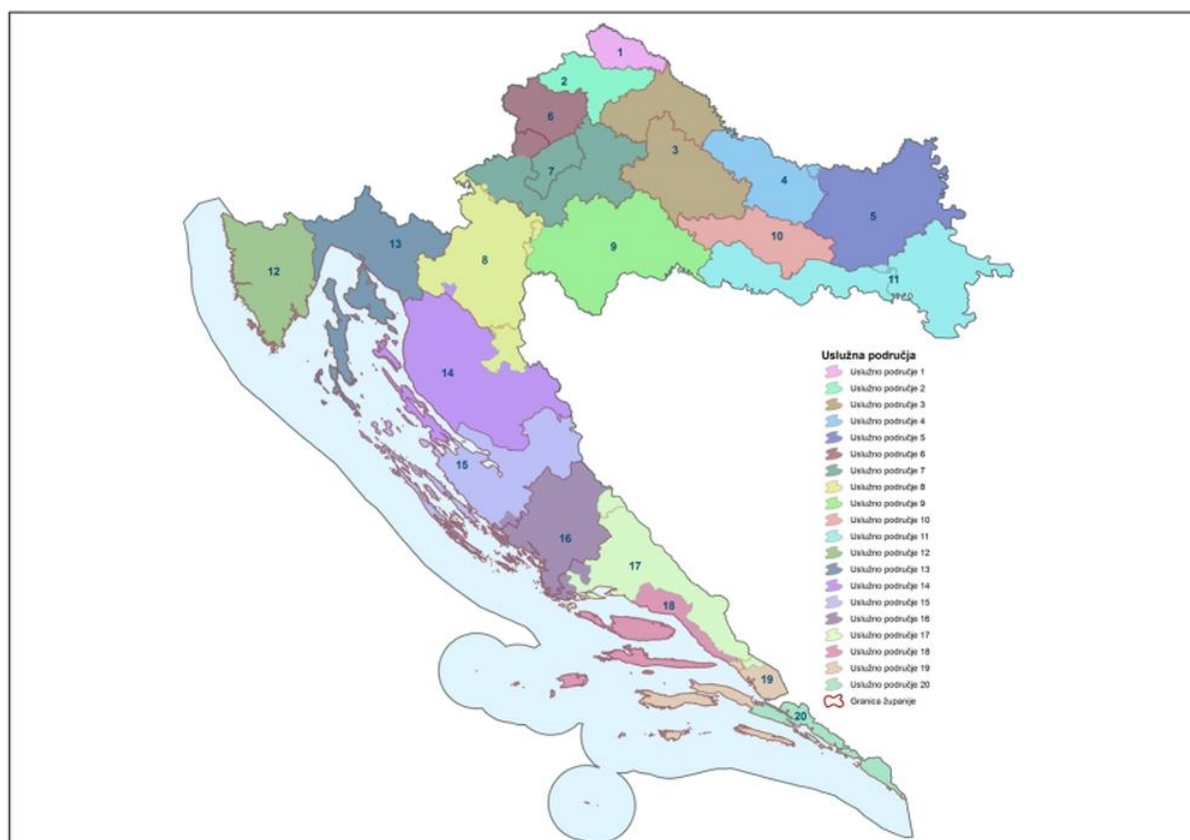 1
2
6
3
7
4
5
13
8
9
10
12
11
14
15
16
17
18
19
20
Uslužna područja
Uslužno područje 1
Uslužno područje 2
Uslužno područje 3
Uslužno područje 4
Uslužno područje 5
Uslužno područje 6
Uslužno područje 7
Uslužno područje 8
Uslužno područje 9
Uslužno područje 10
Uslužno područje 11
Uslužno područje 12
Uslužno područje 13
Uslužno područje 14
Uslužno područje 15
Uslužno područje 16
Uslužno područje 17
Uslužno područje 18
Uslužno područje 19
Uslužno područje 20
Granica županije